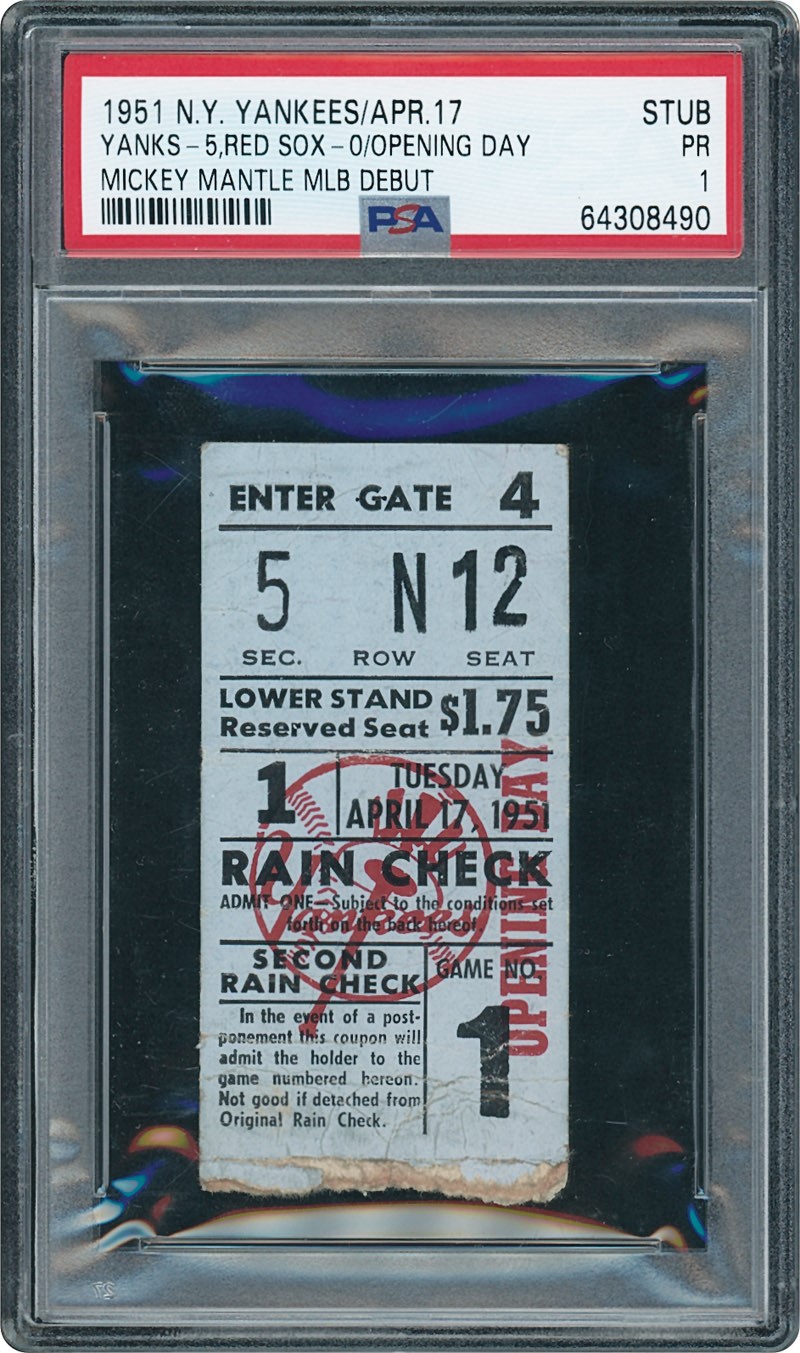 1951 N.Y. YANKEES/APR.17 STUB
YANKS-5,RED SOX-0/OPENING DAY PR
MICKEY MANTLE MLB DEBUT 1
PSA 64308490
ENTER GATE 4
5 N 12
SEC. ROW SEAT
LOWER STAND
Reserved Seat $1.75
1 TUESDAY
APRIL 17, 1951
OPENING DAY
RAIN CHECK
ADMIT ONE—Subject to the conditions set
forth on the back hereof.
Yankees
SECOND
RAIN CHECK
GAME NO.
1
In the event of a post-
ponement this coupon will
admit the holder to the
game numbered hereon.
Not good if detached from
Original Rain Check.